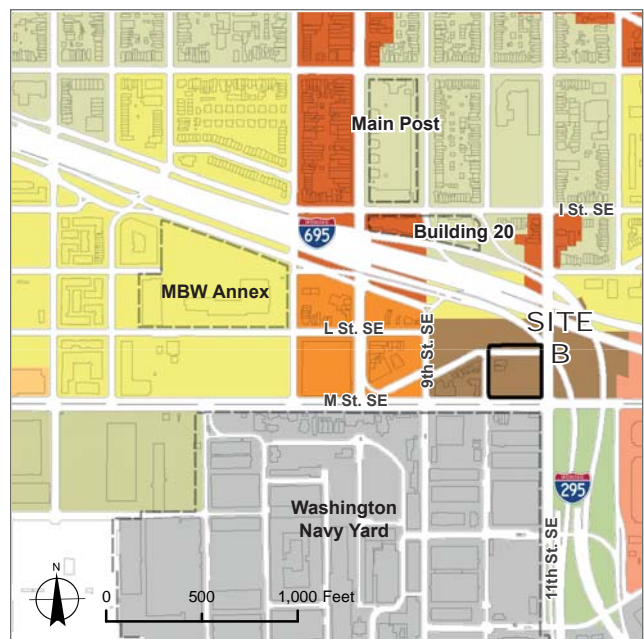 Main Post
I St. SE
Building 20
695
MBW Annex
SITE
B
L St. SE
9th St. SE
M St. SE
Washington
Navy Yard
295
11th St. SE
N
0 500 1,000 Feet